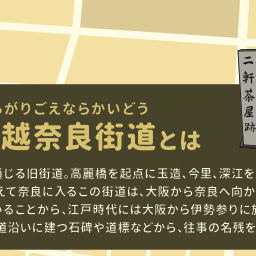 がりごえならかいどう
越奈良街道とは
じる旧街道。高麗橋を起点に玉造、今里、深江を
えて奈良に入るこの街道は、大阪から奈良へ向か
ることから、江戸時代には大阪から伊勢参りに
道沿いに建つ石碑や道標などから、往事の名残を
二軒茶屋跡